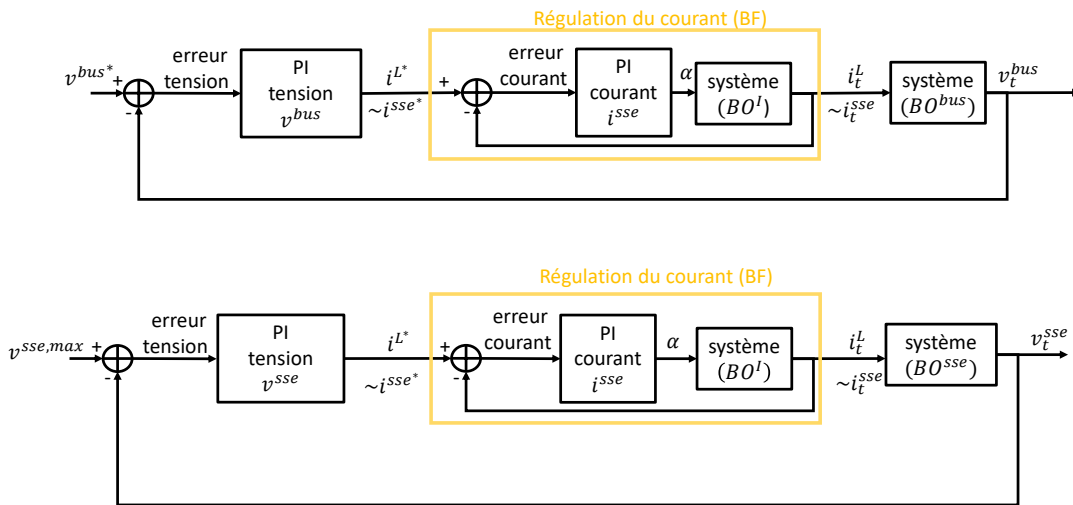 Régulation du courant (BF)
erreur
tension
PI
tension
v^{bus}
i^{L*}
~i^{sse*}
erreur
courant
PI
courant
i^{sse}
α
système
(BO^{I})
i_t^{L}
~i_t^{sse}
système
(BO^{bus})
v_t^{bus}
v^{bus*}
+
-
+
-
Régulation du courant (BF)
erreur
tension
PI
tension
v^{sse}
i^{L*}
~i^{sse*}
erreur
courant
PI
courant
i^{sse}
α
système
(BO^{I})
i_t^{L}
~i_t^{sse}
système
(BO^{sse})
v_t^{sse}
v^{sse,max}
+
-
+
-